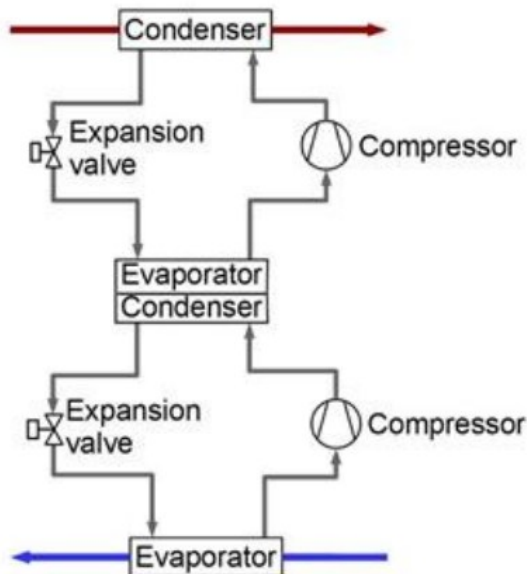 Condenser
Expansion
valve
Compressor
Evaporator
Condenser
Expansion
valve
Compressor
Evaporator